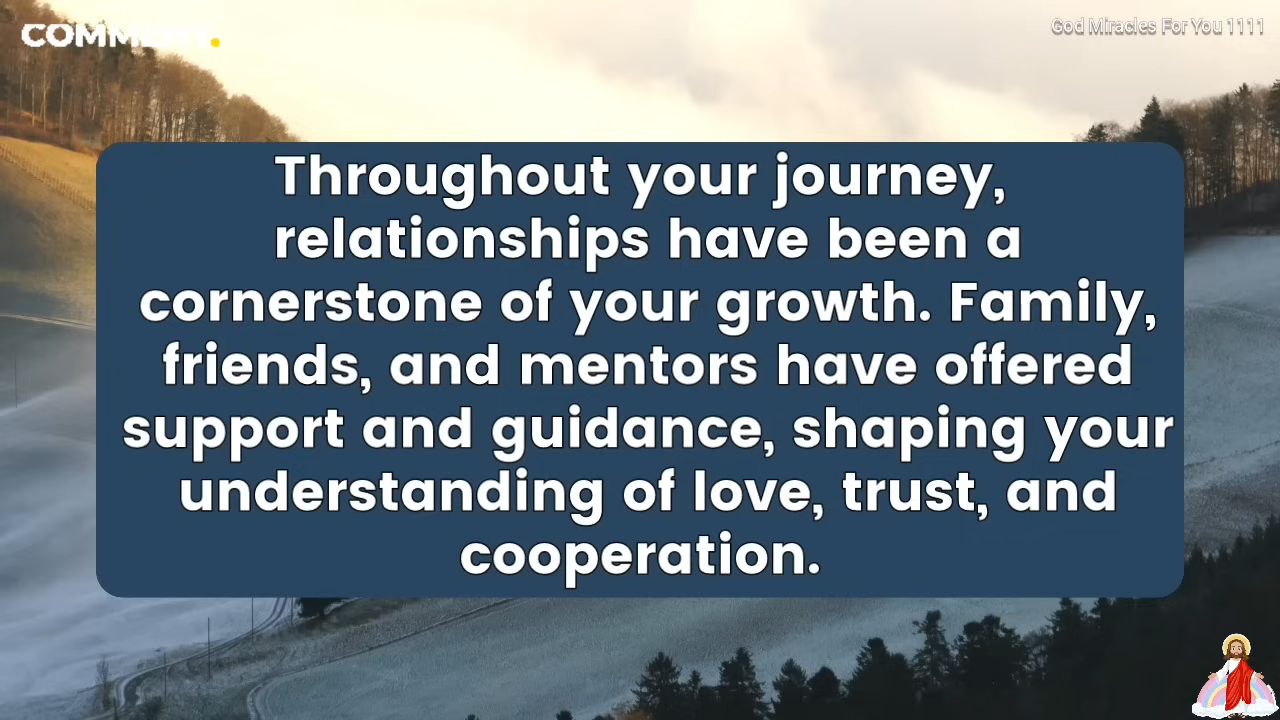 COMMENT.
God Miracles For You 1111
Throughout your journey,
relationships have been a
cornerstone of your growth. Family,
friends, and mentors have offered
support and guidance, shaping your
understanding of love, trust, and
cooperation.